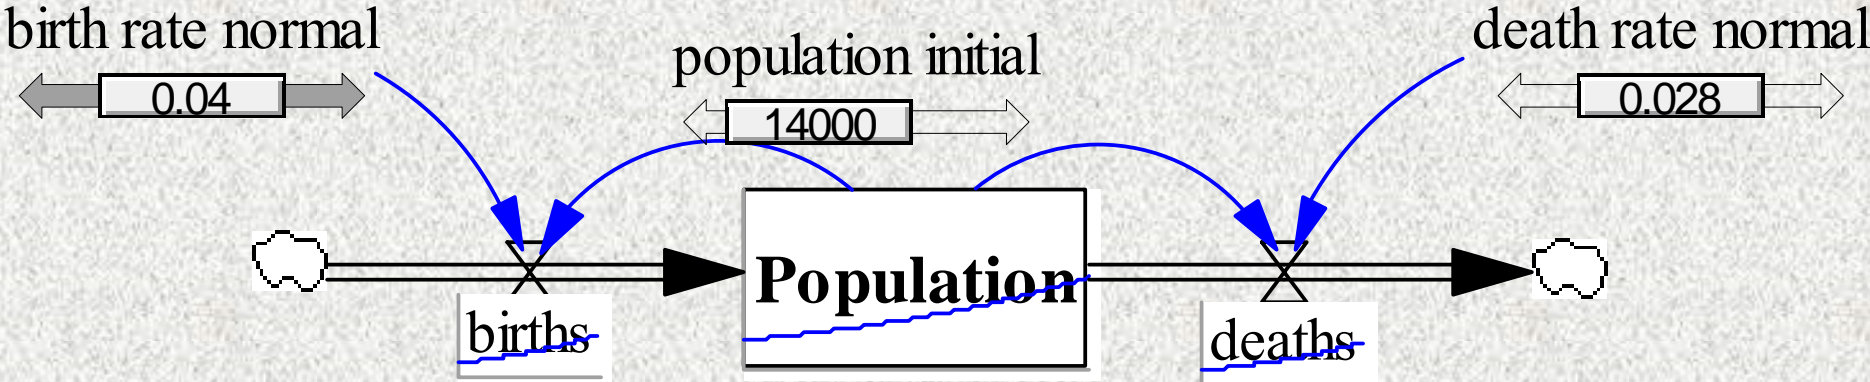 birth rate normal
0.04
population initial
14000
death rate normal
0.028
births
Population
deaths